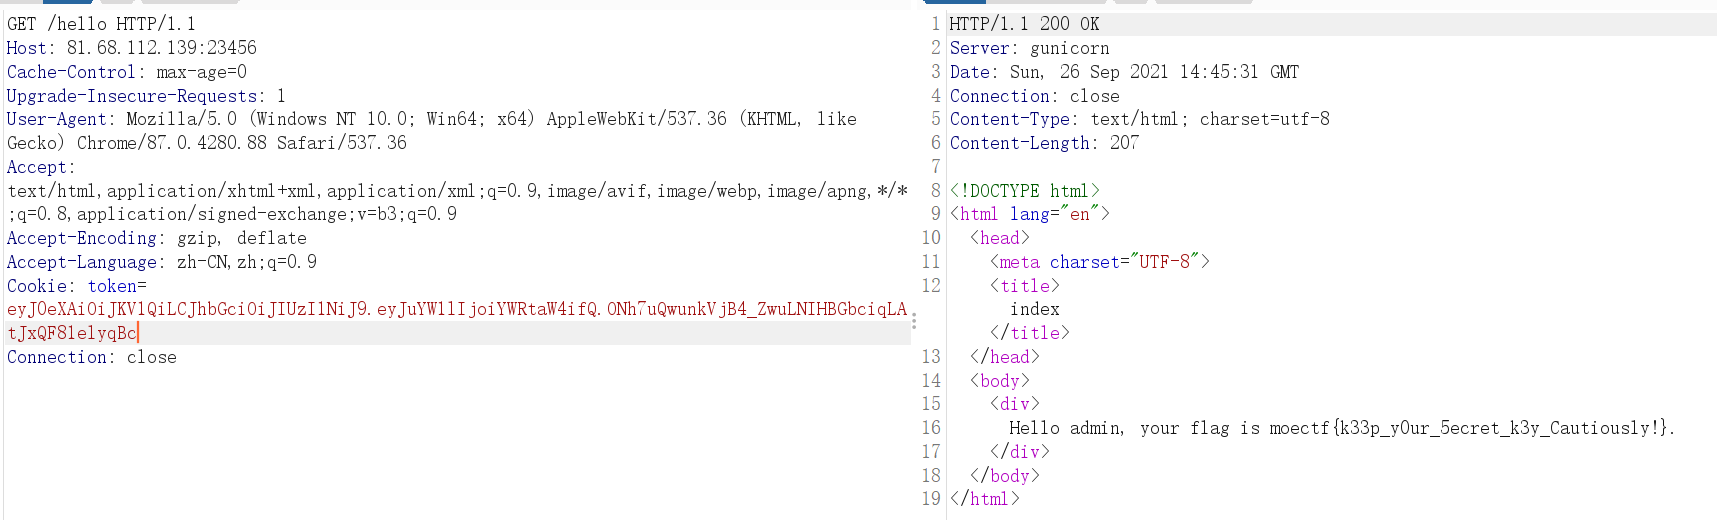 GET /hello HTTP/1.1
Host: 81.68.112.139:23456
Cache-Control: max-age=0
Upgrade-Insecure-Requests: 1
User-Agent: Mozilla/5.0 (Windows NT 10.0; Win64; x64) AppleWebKit/537.36 (KHTML, like
Gecko) Chrome/87.0.4280.88 Safari/537.36
Accept:
text/html,application/xhtml+xml,application/xml;q=0.9,image/avif,image/webp,image/apng,*/*
;q=0.8,application/signed-exchange;v=b3;q=0.9
Accept-Encoding: gzip, deflate
Accept-Language: zh-CN,zh;q=0.9
Cookie: token=
eyJ0eXAiOiJKV1QiLCJhbGciOiJIUzI1NiJ9.eyJuYW1lIjoiYWRtaW4ifQ.ONh7uQwunkVjB4_ZwuLNIHBGbciqLA
tJxQF8lelyqBc
Connection: close
1 HTTP/1.1 200 OK
2 Server: gunicorn
3 Date: Sun, 26 Sep 2021 14:45:31 GMT
4 Connection: close
5 Content-Type: text/html; charset=utf-8
6 Content-Length: 207
7
8 <!DOCTYPE html>
9 <html lang="en">
10 <head>
11 <meta charset="UTF-8">
12 <title>
index
</title>
13 </head>
14 <body>
15 <div>
16 Hello admin, your flag is moectf{k33p_y0ur_5ecret_k3y_Cautiously!}.
17 </div>
18 </body>
19 </html>